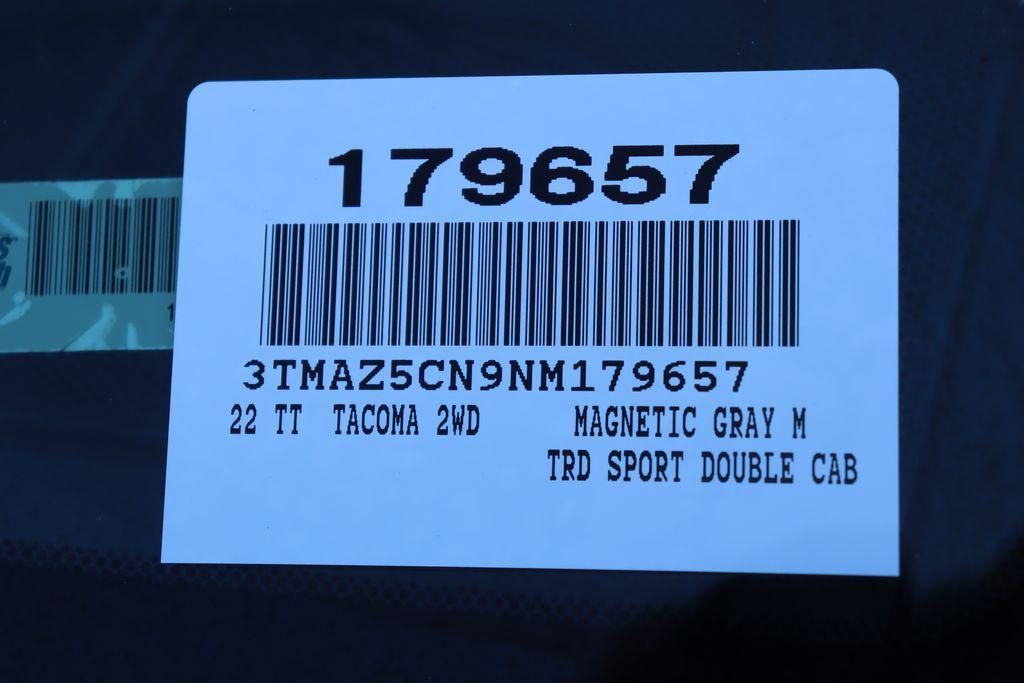 179657
3TMAZ5CN9NM179657
22 TT TACOMA 2WD MAGNETIC GRAY M
TRD SPORT DOUBLE CAB